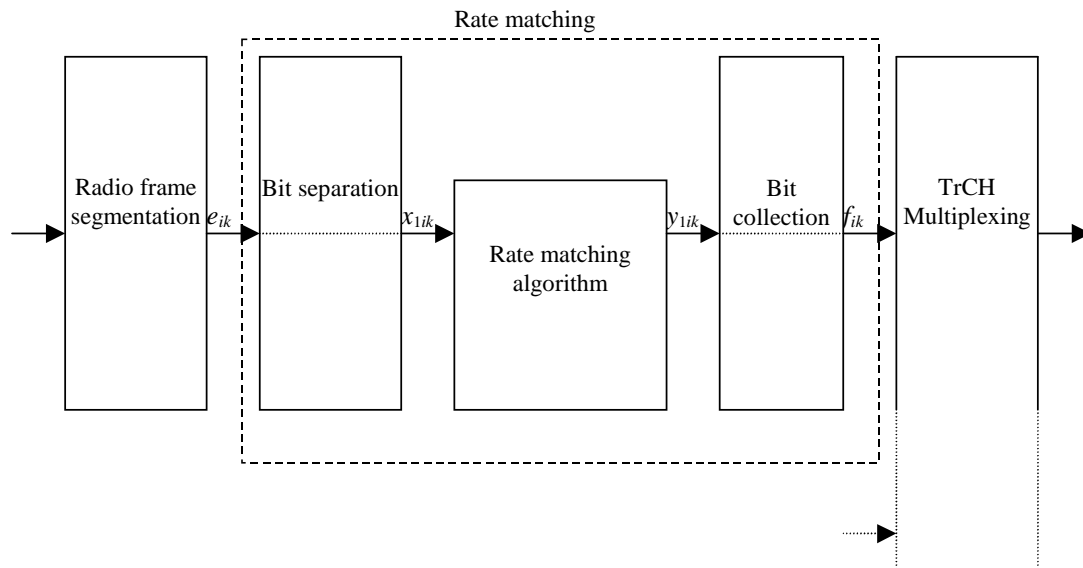 Rate matching
Radio frame
segmentation
e_ik
Bit separation
x_1ik
Rate matching
algorithm
y_1ik
Bit
collection
f_ik
TrCH
Multiplexing